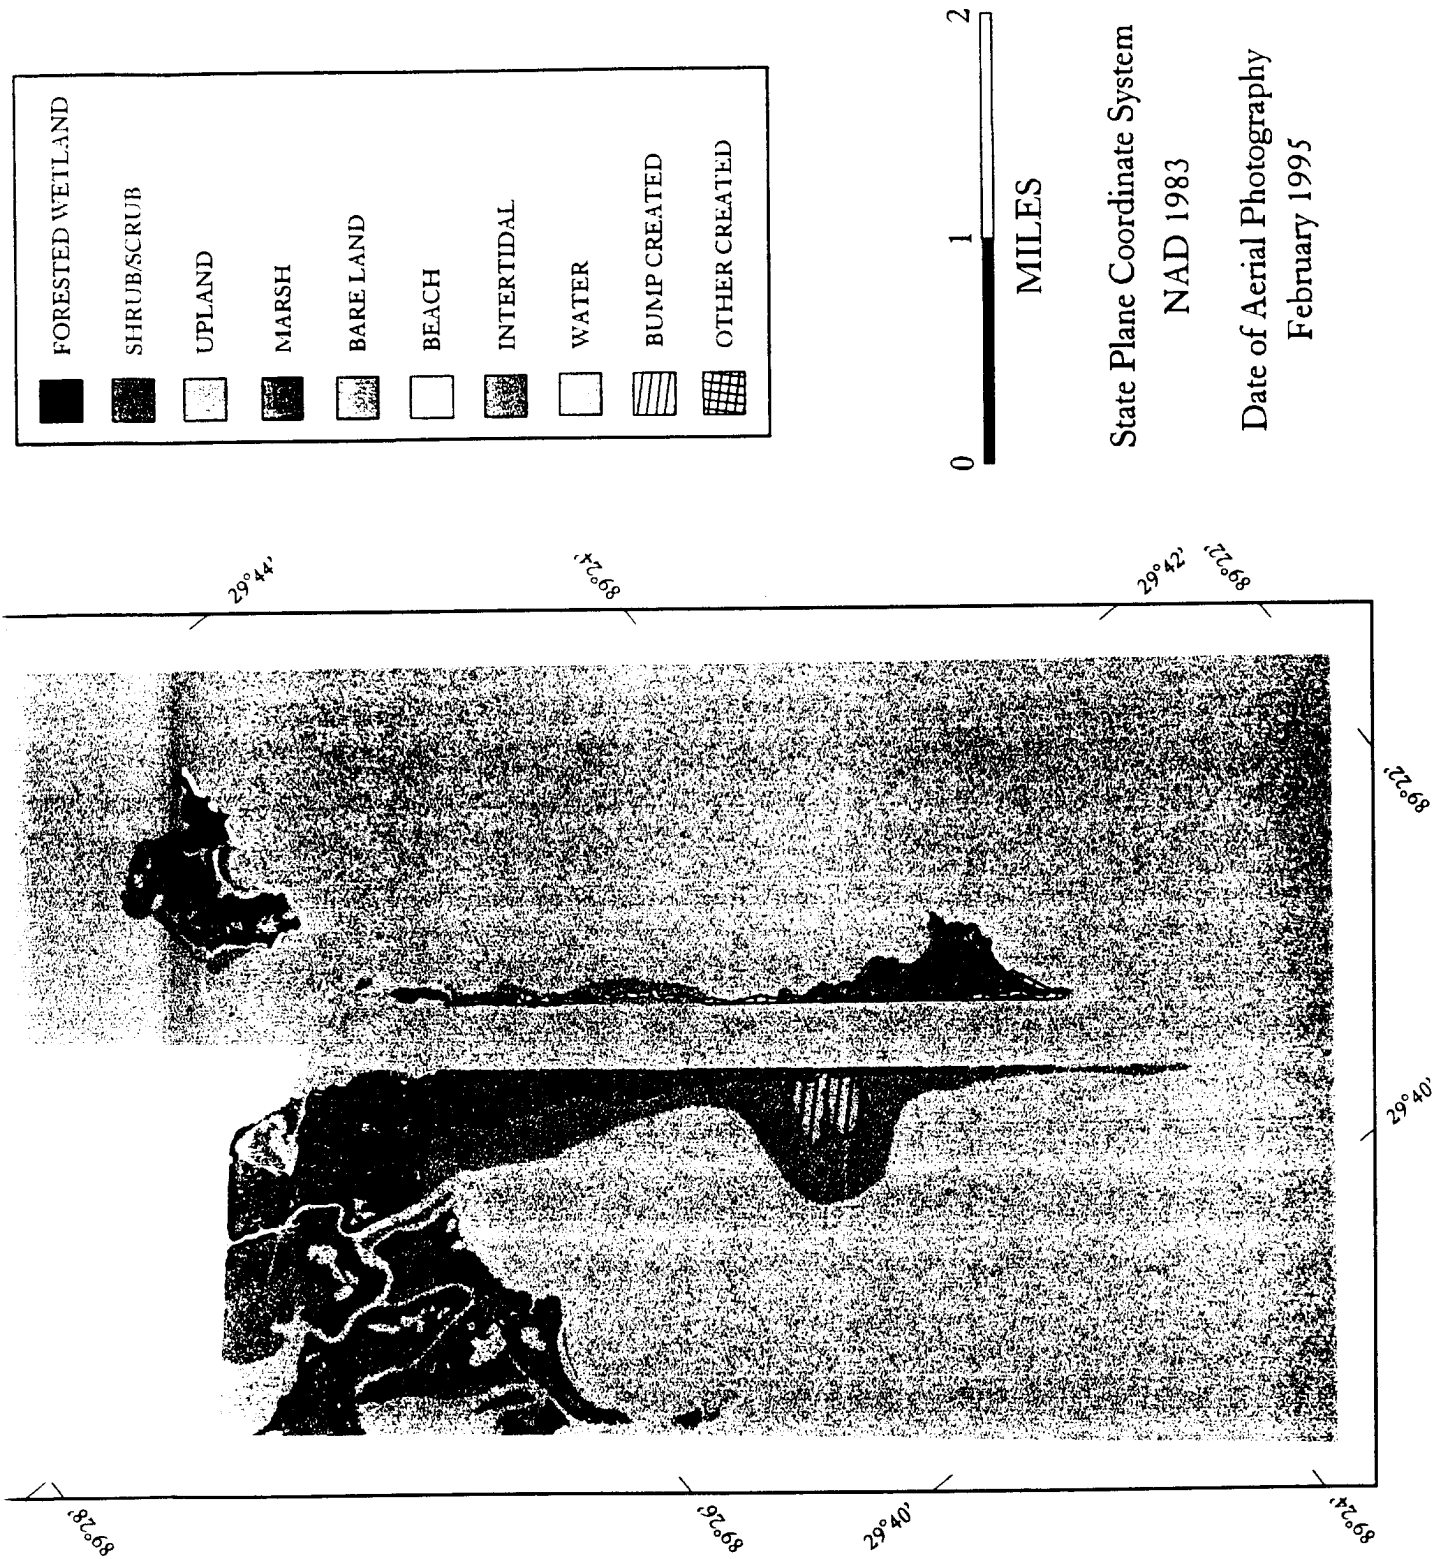 FORESTED WETLAND
SHRUB/SCRUB
UPLAND
MARSH
BARE LAND
BEACH
INTERTIDAL
WATER
BUMP CREATED
OTHER CREATED
0 1 2
MILES
State Plane Coordinate System
NAD 1983
Date of Aerial Photography
February 1995
29°44'
89°24'
29°42'
89°22'
89°22'
29°40'
89°28'
89°26'
29°40'
89°24'